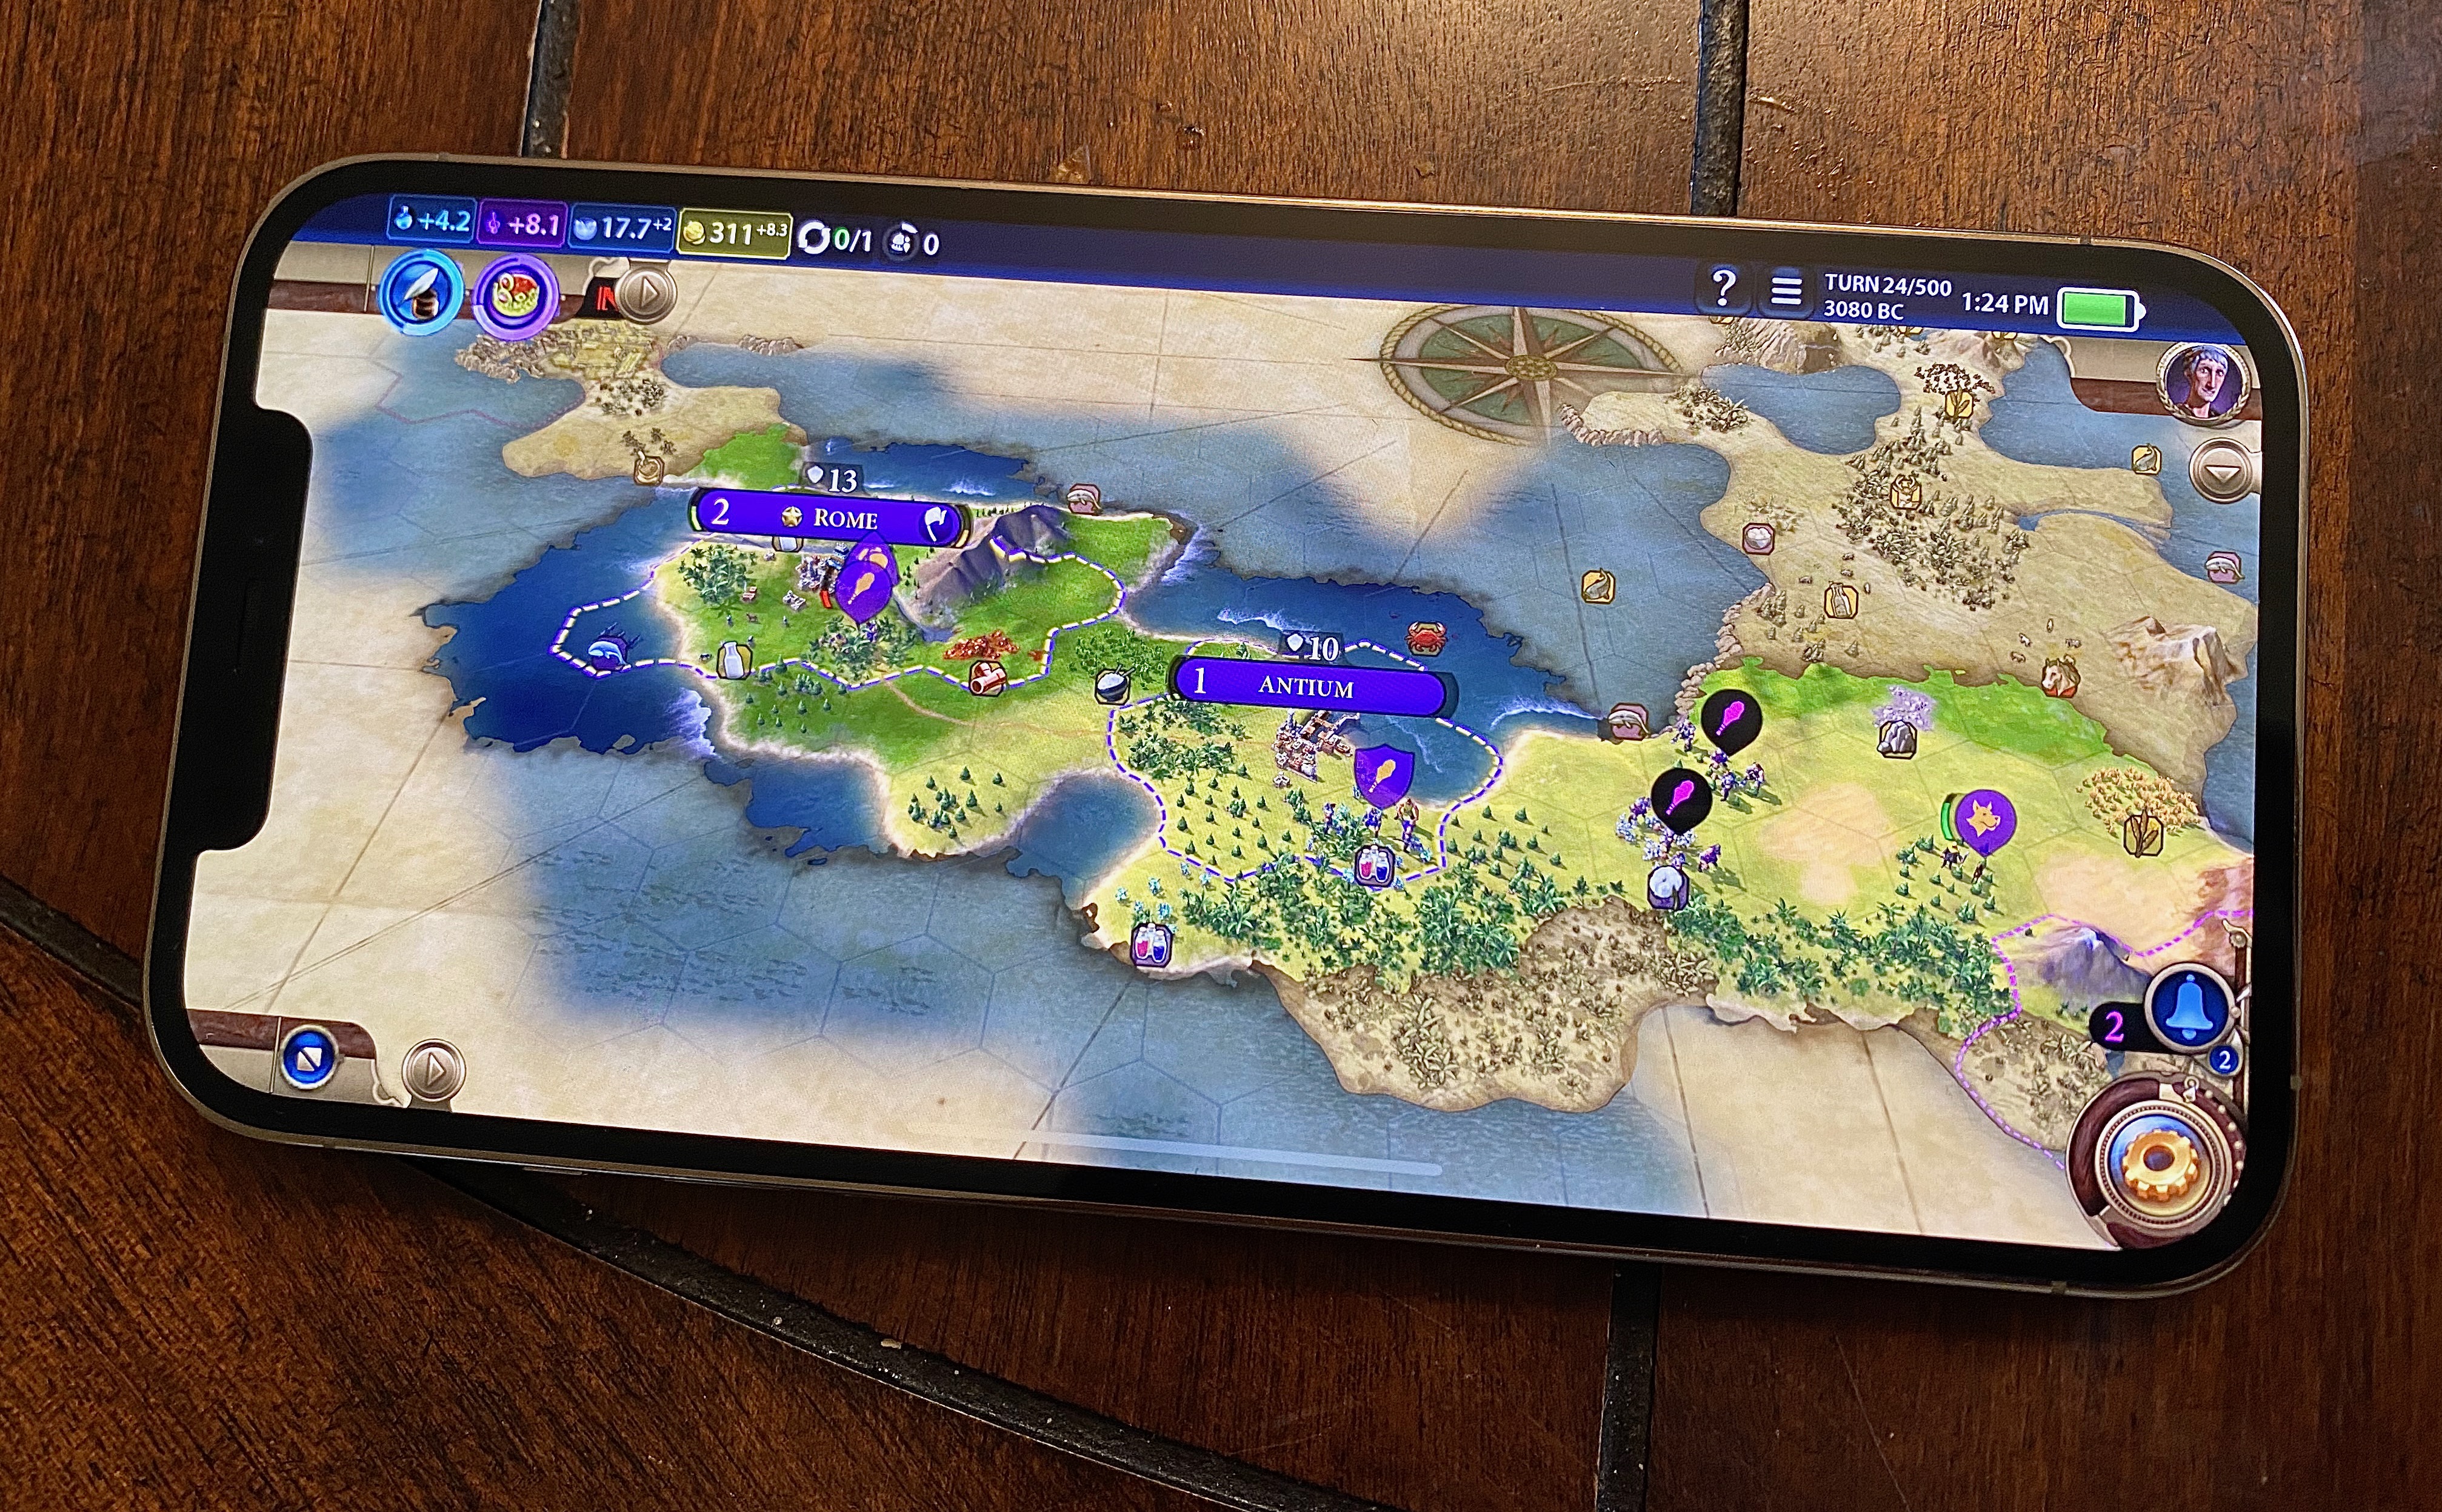 +4.2 +8.1 17.7 +2 311 +8.3 0/1 0
? TURN 24/500
3080 BC
1:24 PM
13
2 ROME
10
1 ANTIUM
2
2